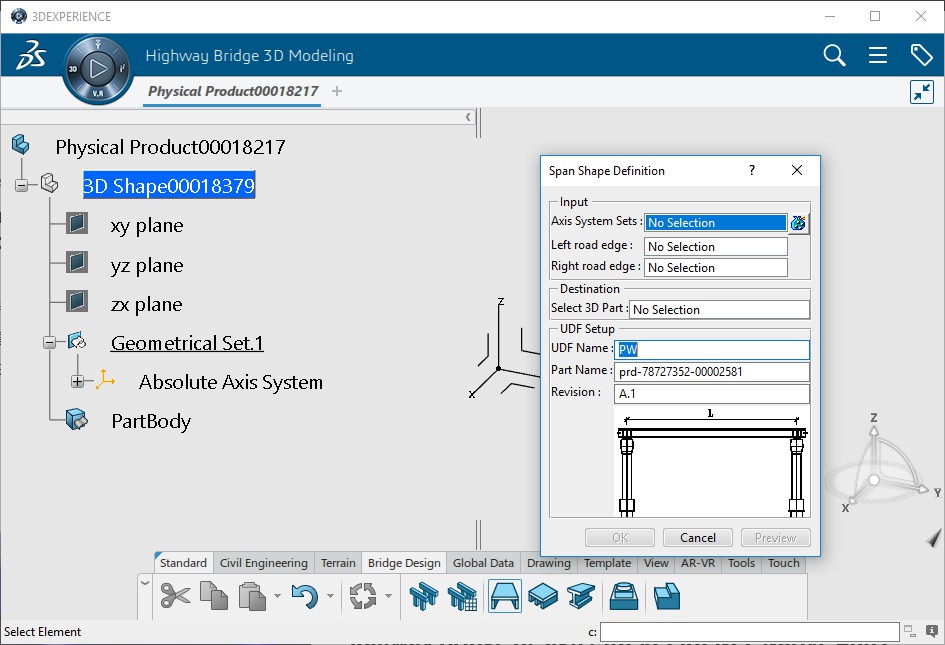 3DEXPERIENCE
Highway Bridge 3D Modeling
3D
V.R
Physical Product00018217
Physical Product00018217
3D Shape00018379
xy plane
yz plane
zx plane
Geometrical Set.1
Absolute Axis System
PartBody
z
x
Span Shape Definition
?
Input
Axis System Sets :
No Selection
Left road edge :
No Selection
Right road edge :
No Selection
Destination
Select 3D Part :
No Selection
UDF Setup
UDF Name :
PW
Part Name :
prd-78727352-00002581
Revision :
A.1
L
OK
Cancel
Preview
Z
Y
X
Standard
Civil Engineering
Terrain
Bridge Design
Global Data
Drawing
Template
View
AR-VR
Tools
Touch
Select Element
c: